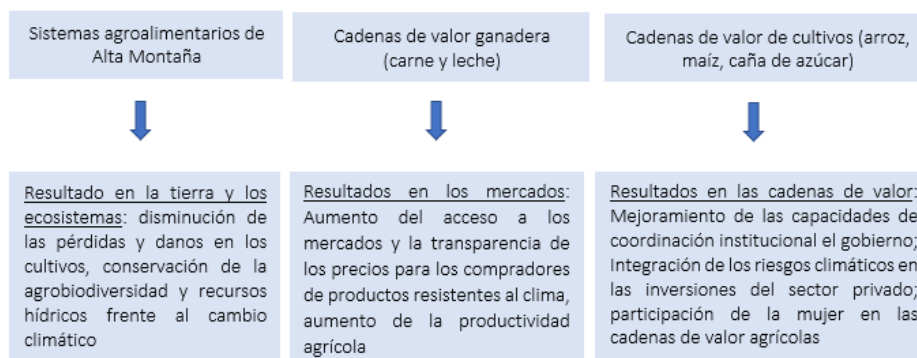 Sistemas agroalimentarios de
Alta Montaña
Cadenas de valor ganadera
(carne y leche)
Cadenas de valor de cultivos (arroz,
maíz, caña de azúcar)
Resultado en la tierra y los
ecosistemas: disminución de
las pérdidas y danos en los
cultivos, conservación de la
agrobiodiversidad y recursos
hídricos frente al cambio
climático
Resultados en los mercados:
Aumento del acceso a los
mercados y la transparencia de
los precios para los compradores
de productos resistentes al clima,
aumento de la productividad
agrícola
Resultados en las cadenas de valor:
Mejoramiento de las capacidades de
coordinación institucional el gobierno;
Integración de los riesgos climáticos en
las inversiones del sector privado;
participación de la mujer en las
cadenas de valor agrícolas